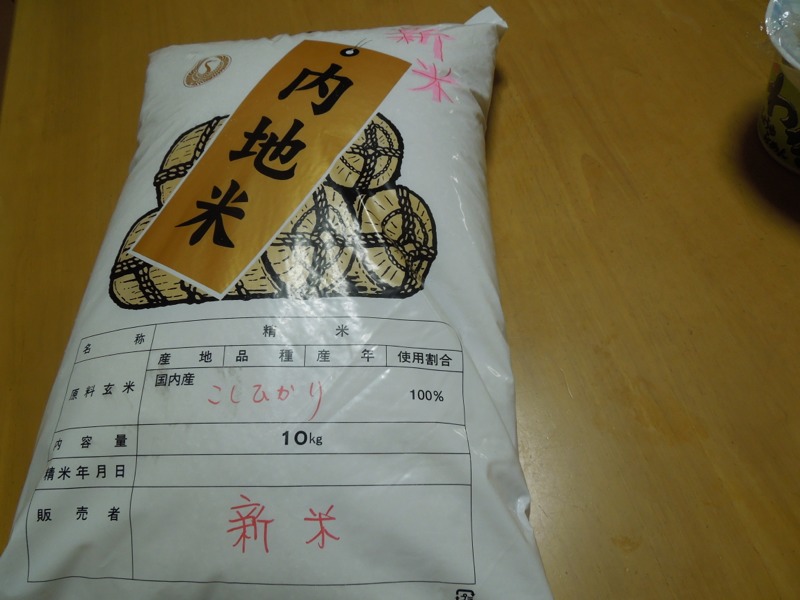 新米
内地米
名称 精米
原料玄米 産地 品種 産年 使用割合
国内産 こしひかり 100%
内容量 10kg
精米年月日
販売者 新米